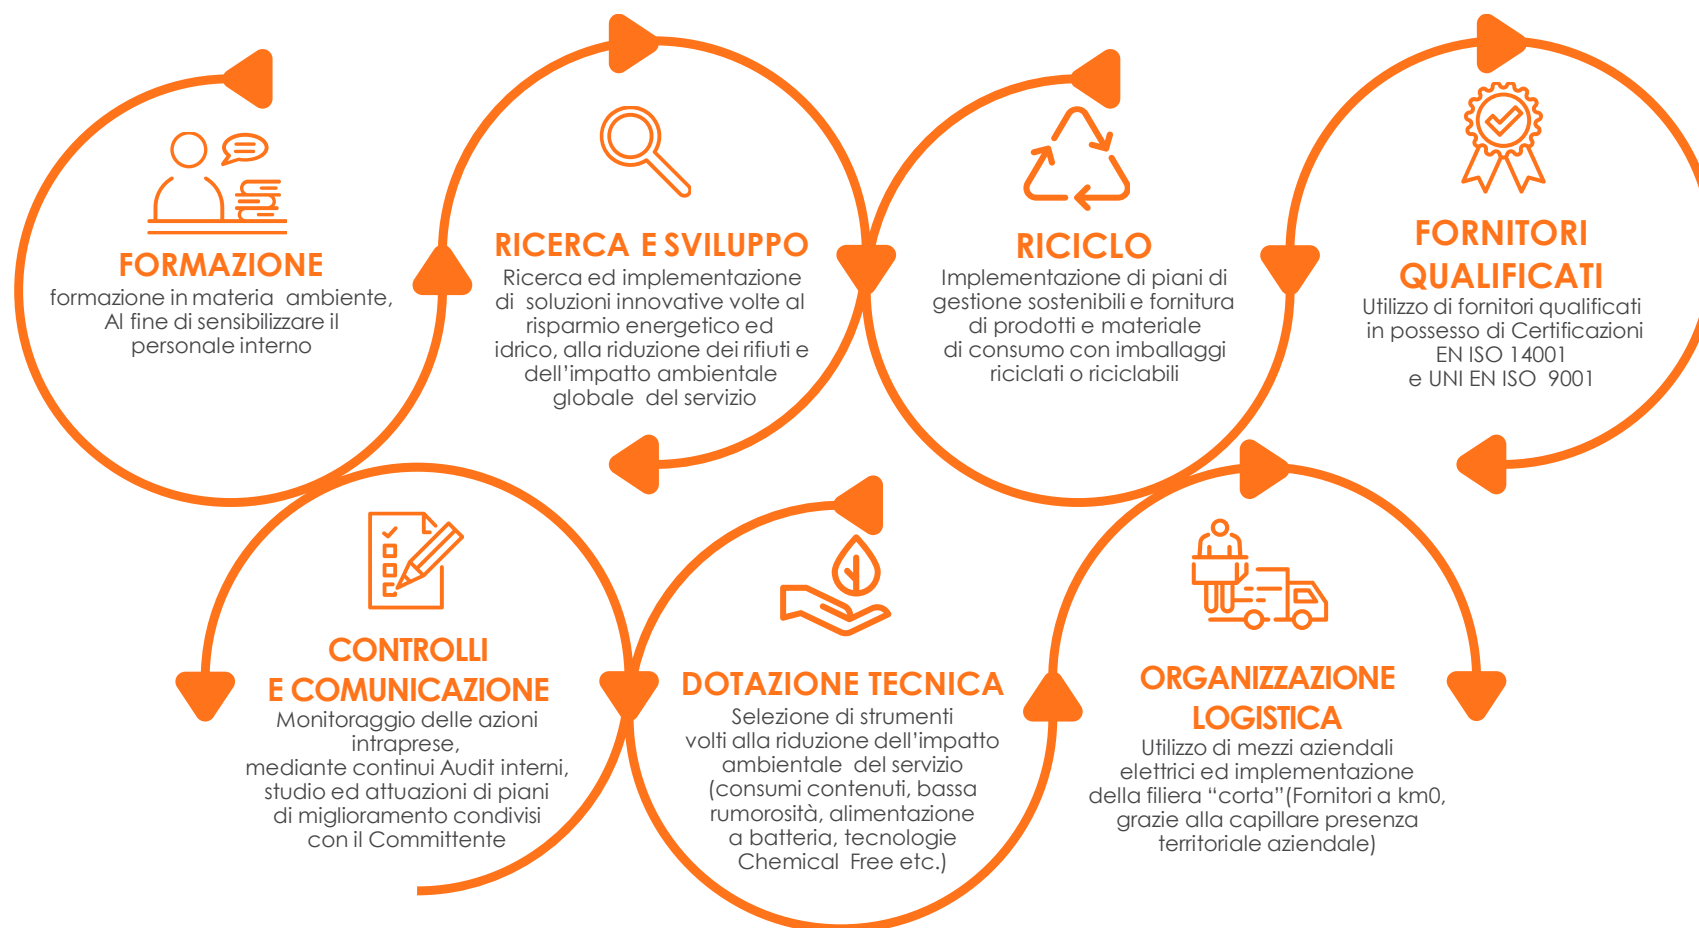 FORMAZIONE
formazione in materia ambiente,
Al fine di sensibilizzare il
personale interno
RICERCA E SVILUPPO
Ricerca ed implementazione
di soluzioni innovative volte al
risparmio energetico ed
idrico, alla riduzione dei rifiuti e
dell’impatto ambientale
globale del servizio
RICICLO
Implementazione di piani di
gestione sostenibili e fornitura
di prodotti e materiale
di consumo con imballaggi
riciclati o riciclabili
FORNITORI
QUALIFICATI
Utilizzo di fornitori qualificati
in possesso di Certificazioni
EN ISO 14001
e UNI EN ISO 9001
CONTROLLI
E COMUNICAZIONE
Monitoraggio delle azioni
intraprese,
mediante continui Audit interni,
studio ed attuazioni di piani
di miglioramento condivisi
con il Committente
DOTAZIONE TECNICA
Selezione di strumenti
volti alla riduzione dell’impatto
ambientale del servizio
(consumi contenuti, bassa
rumorosità, alimentazione
a batteria, tecnologie
Chemical Free etc.)
ORGANIZZAZIONE
LOGISTICA
Utilizzo di mezzi aziendali
elettrici ed implementazione
della filiera “corta”(Fornitori a km0,
grazie alla capillare presenza
territoriale aziendale)